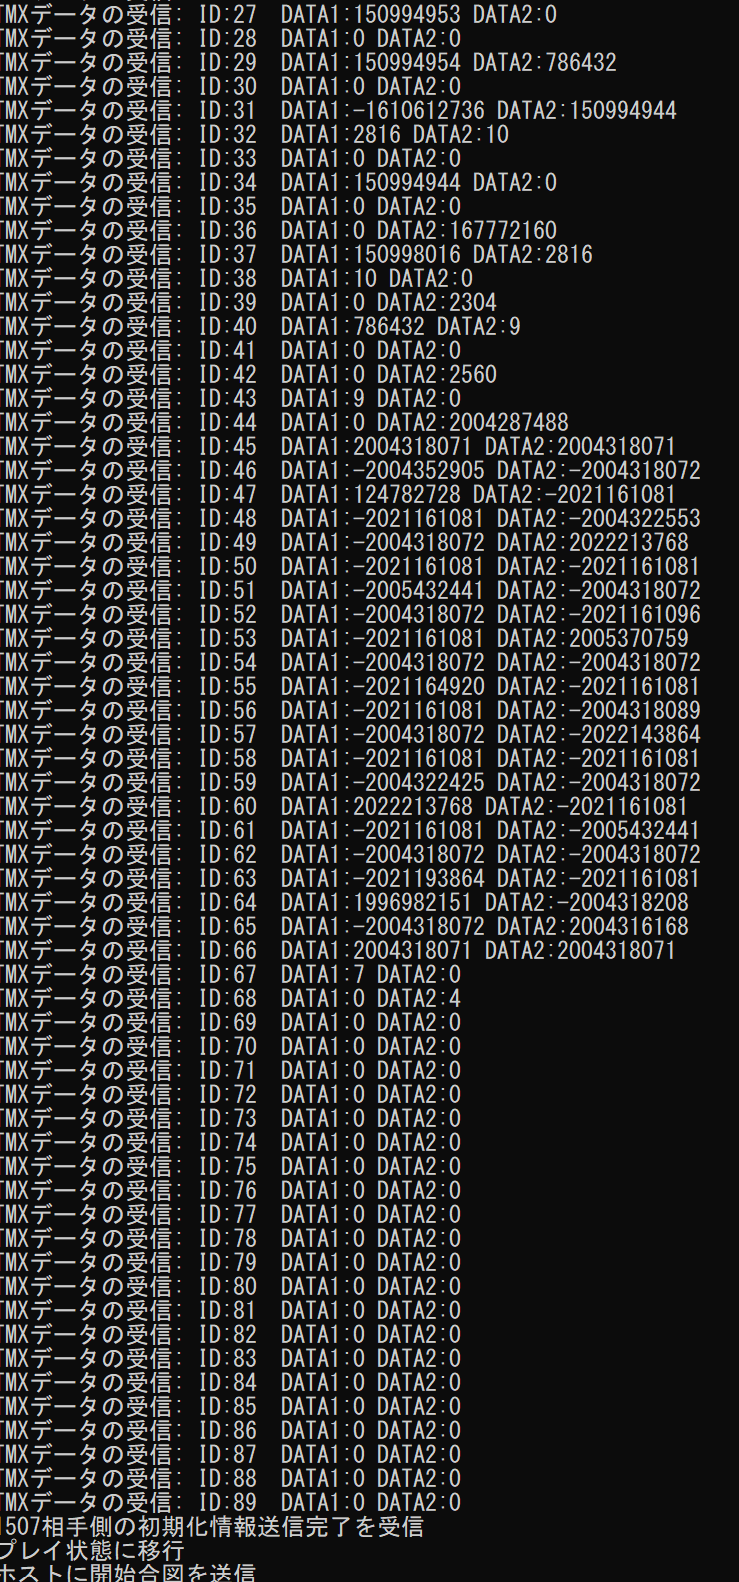 TMXデータの受信: ID:27  DATA1:150994953 DATA2:0
TMXデータの受信: ID:28  DATA1:0 DATA2:0
TMXデータの受信: ID:29  DATA1:150994954 DATA2:786432
TMXデータの受信: ID:30  DATA1:0 DATA2:0
TMXデータの受信: ID:31  DATA1:-1610612736 DATA2:150994944
TMXデータの受信: ID:32  DATA1:2816 DATA2:10
TMXデータの受信: ID:33  DATA1:0 DATA2:0
TMXデータの受信: ID:34  DATA1:150994944 DATA2:0
TMXデータの受信: ID:35  DATA1:0 DATA2:0
TMXデータの受信: ID:36  DATA1:0 DATA2:167772160
TMXデータの受信: ID:37  DATA1:150998016 DATA2:2816
TMXデータの受信: ID:38  DATA1:10 DATA2:0
TMXデータの受信: ID:39  DATA1:0 DATA2:2304
TMXデータの受信: ID:40  DATA1:786432 DATA2:9
TMXデータの受信: ID:41  DATA1:0 DATA2:0
TMXデータの受信: ID:42  DATA1:0 DATA2:2560
TMXデータの受信: ID:43  DATA1:9 DATA2:0
TMXデータの受信: ID:44  DATA1:0 DATA2:2004287488
TMXデータの受信: ID:45  DATA1:2004318071 DATA2:2004318071
TMXデータの受信: ID:46  DATA1:-2004352905 DATA2:-2004318072
TMXデータの受信: ID:47  DATA1:124782728 DATA2:-2021161081
TMXデータの受信: ID:48  DATA1:-2021161081 DATA2:-2004322553
TMXデータの受信: ID:49  DATA1:-2004318072 DATA2:2022213768
TMXデータの受信: ID:50  DATA1:-2021161081 DATA2:-2021161081
TMXデータの受信: ID:51  DATA1:-2005432441 DATA2:-2004318072
TMXデータの受信: ID:52  DATA1:-2004318072 DATA2:-2021161096
TMXデータの受信: ID:53  DATA1:-2021161081 DATA2:2005370759
TMXデータの受信: ID:54  DATA1:-2004318072 DATA2:-2004318072
TMXデータの受信: ID:55  DATA1:-2021164920 DATA2:-2021161081
TMXデータの受信: ID:56  DATA1:-2021161081 DATA2:-2004318089
TMXデータの受信: ID:57  DATA1:-2004318072 DATA2:-2022143864
TMXデータの受信: ID:58  DATA1:-2021161081 DATA2:-2021161081
TMXデータの受信: ID:59  DATA1:-2004322425 DATA2:-2004318072
TMXデータの受信: ID:60  DATA1:2022213768 DATA2:-2021161081
TMXデータの受信: ID:61  DATA1:-2021161081 DATA2:-2005432441
TMXデータの受信: ID:62  DATA1:-2004318072 DATA2:-2004318072
TMXデータの受信: ID:63  DATA1:-2021193864 DATA2:-2021161081
TMXデータの受信: ID:64  DATA1:1996982151 DATA2:-2004318208
TMXデータの受信: ID:65  DATA1:-2004318072 DATA2:2004316168
TMXデータの受信: ID:66  DATA1:2004318071 DATA2:2004318071
TMXデータの受信: ID:67  DATA1:7 DATA2:0
TMXデータの受信: ID:68  DATA1:0 DATA2:4
TMXデータの受信: ID:69  DATA1:0 DATA2:0
TMXデータの受信: ID:70  DATA1:0 DATA2:0
TMXデータの受信: ID:71  DATA1:0 DATA2:0
TMXデータの受信: ID:72  DATA1:0 DATA2:0
TMXデータの受信: ID:73  DATA1:0 DATA2:0
TMXデータの受信: ID:74  DATA1:0 DATA2:0
TMXデータの受信: ID:75  DATA1:0 DATA2:0
TMXデータの受信: ID:76  DATA1:0 DATA2:0
TMXデータの受信: ID:77  DATA1:0 DATA2:0
TMXデータの受信: ID:78  DATA1:0 DATA2:0
TMXデータの受信: ID:79  DATA1:0 DATA2:0
TMXデータの受信: ID:80  DATA1:0 DATA2:0
TMXデータの受信: ID:81  DATA1:0 DATA2:0
TMXデータの受信: ID:82  DATA1:0 DATA2:0
TMXデータの受信: ID:83  DATA1:0 DATA2:0
TMXデータの受信: ID:84  DATA1:0 DATA2:0
TMXデータの受信: ID:85  DATA1:0 DATA2:0
TMXデータの受信: ID:86  DATA1:0 DATA2:0
TMXデータの受信: ID:87  DATA1:0 DATA2:0
TMXデータの受信: ID:88  DATA1:0 DATA2:0
TMXデータの受信: ID:89  DATA1:0 DATA2:0
507相手側の初期化情報送信完了を受信
プレイ状態に移行
ホストに開始合図を送信